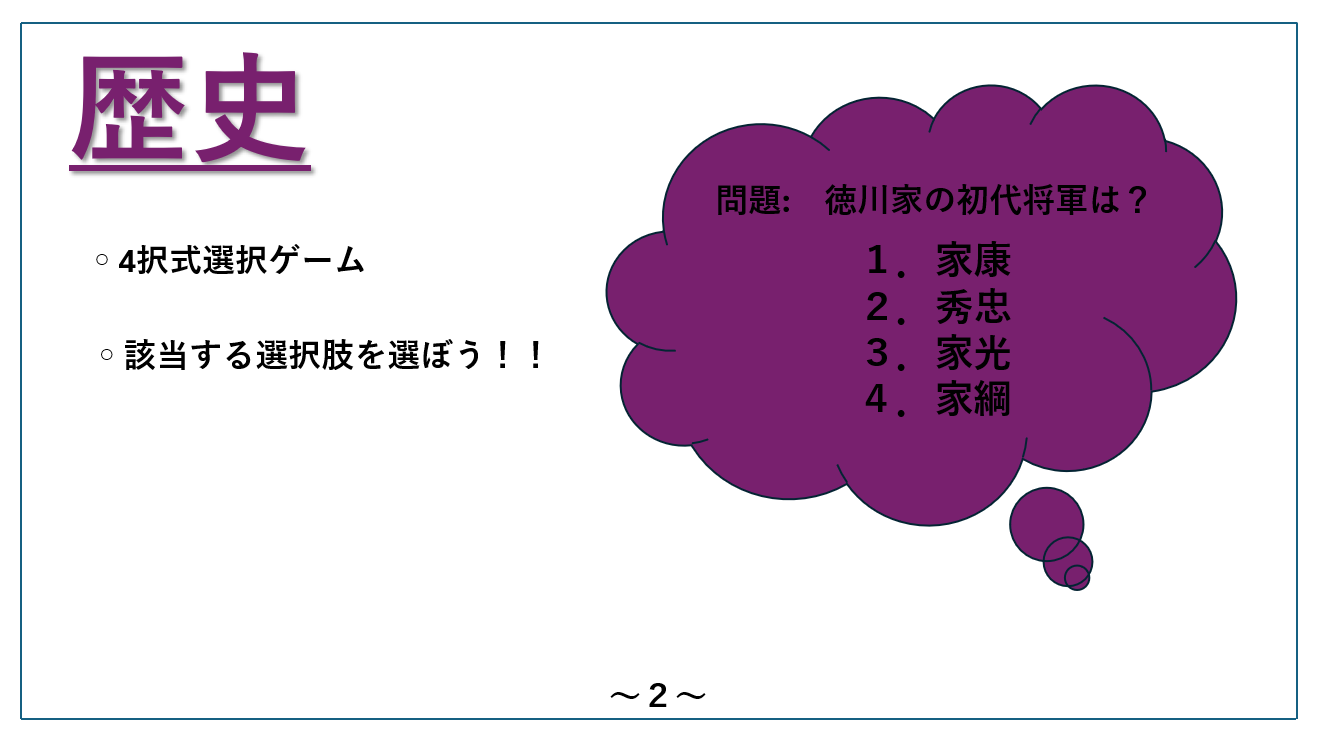 歴史
○ 4択式選択ゲーム
○ 該当する選択肢を選ぼう！！
問題:　徳川家の初代将軍は？
１．家康
２．秀忠
３．家光
４．家綱
～２～